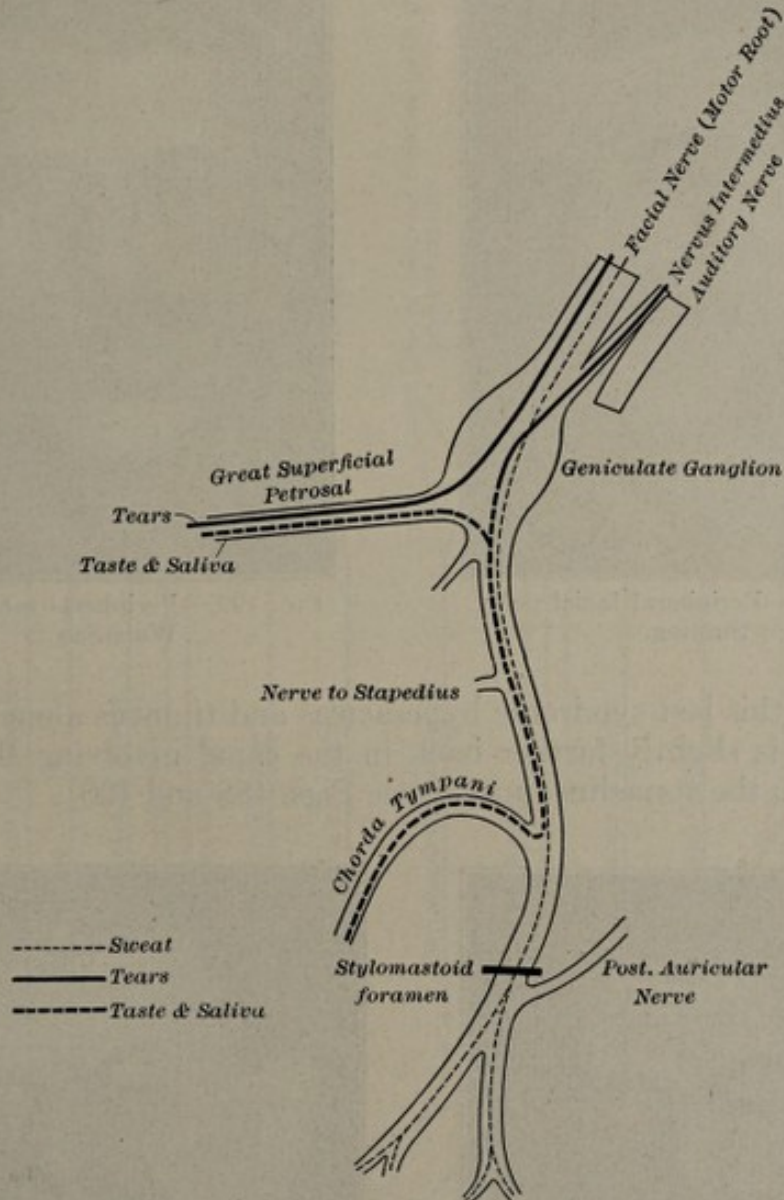 Facial Nerve (Motor Root)
Nervus Intermedius
Auditory Nerve
Great Superficial
Petrosal
Geniculate Ganglion
Tears
Taste & Saliva
Nerve to Stapedius
Chorda Tympani
Sweat
Tears
Taste & Saliva
Stylomastoid
foramen
Post. Auricular
Nerve